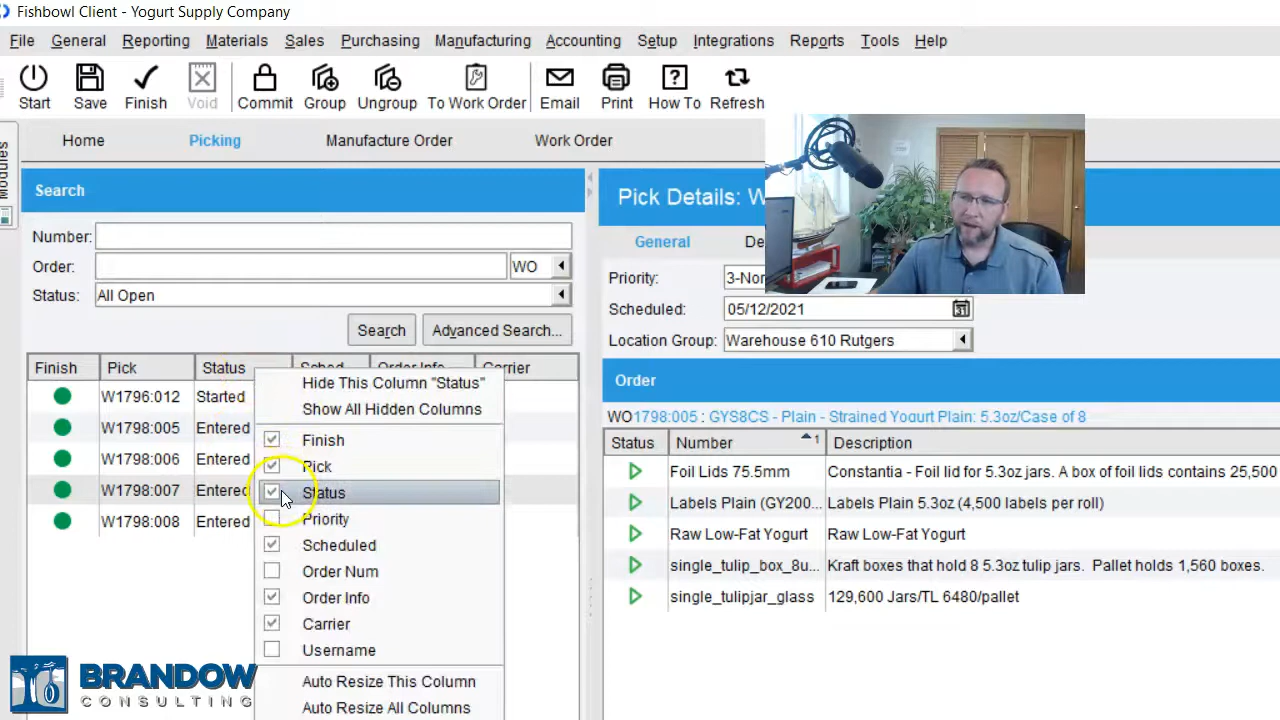 Fishbowl Client - Yogurt Supply Company
File General Reporting Materials Sales Purchasing Manufacturing Accounting Setup Integrations Reports Tools Help
Start Save Finish Void Commit Group Ungroup To Work Order Email Print How To Refresh
Modules
Home Picking Manufacture Order Work Order
Search
Number:
Order: WO
Status: All Open
Search Advanced Search...
Finish Pick Status Sched Order Info Carrier
W1796:012 Started
W1798:005 Entered
W1798:006 Entered
W1798:007 Entered
W1798:008 Entered
Hide This Column "Status"
Show All Hidden Columns
Finish
Pick
Status
Priority
Scheduled
Order Num
Order Info
Carrier
Username
Auto Resize This Column
Auto Resize All Columns
Pick Details: W
General De
Priority: 3-Nor
Scheduled: 05/12/2021 31
Location Group: Warehouse 610 Rutgers
Order
WO1798:005 : GYS8CS - Plain - Strained Yogurt Plain: 5.3oz/Case of 8
Status Number 1 Description
Foil Lids 75.5mm Constantia - Foil lid for 5.3oz jars. A box of foil lids contains 25,500
Labels Plain (GY200... Labels Plain 5.3oz (4,500 labels per roll)
Raw Low-Fat Yogurt Raw Low-Fat Yogurt
single_tulip_box_8u... Kraft boxes that hold 8 5.3oz tulip jars. Pallet holds 1,560 boxes.
single_tulipjar_glass 129,600 Jars/TL 6480/pallet
BRANDOW
CONSULTING